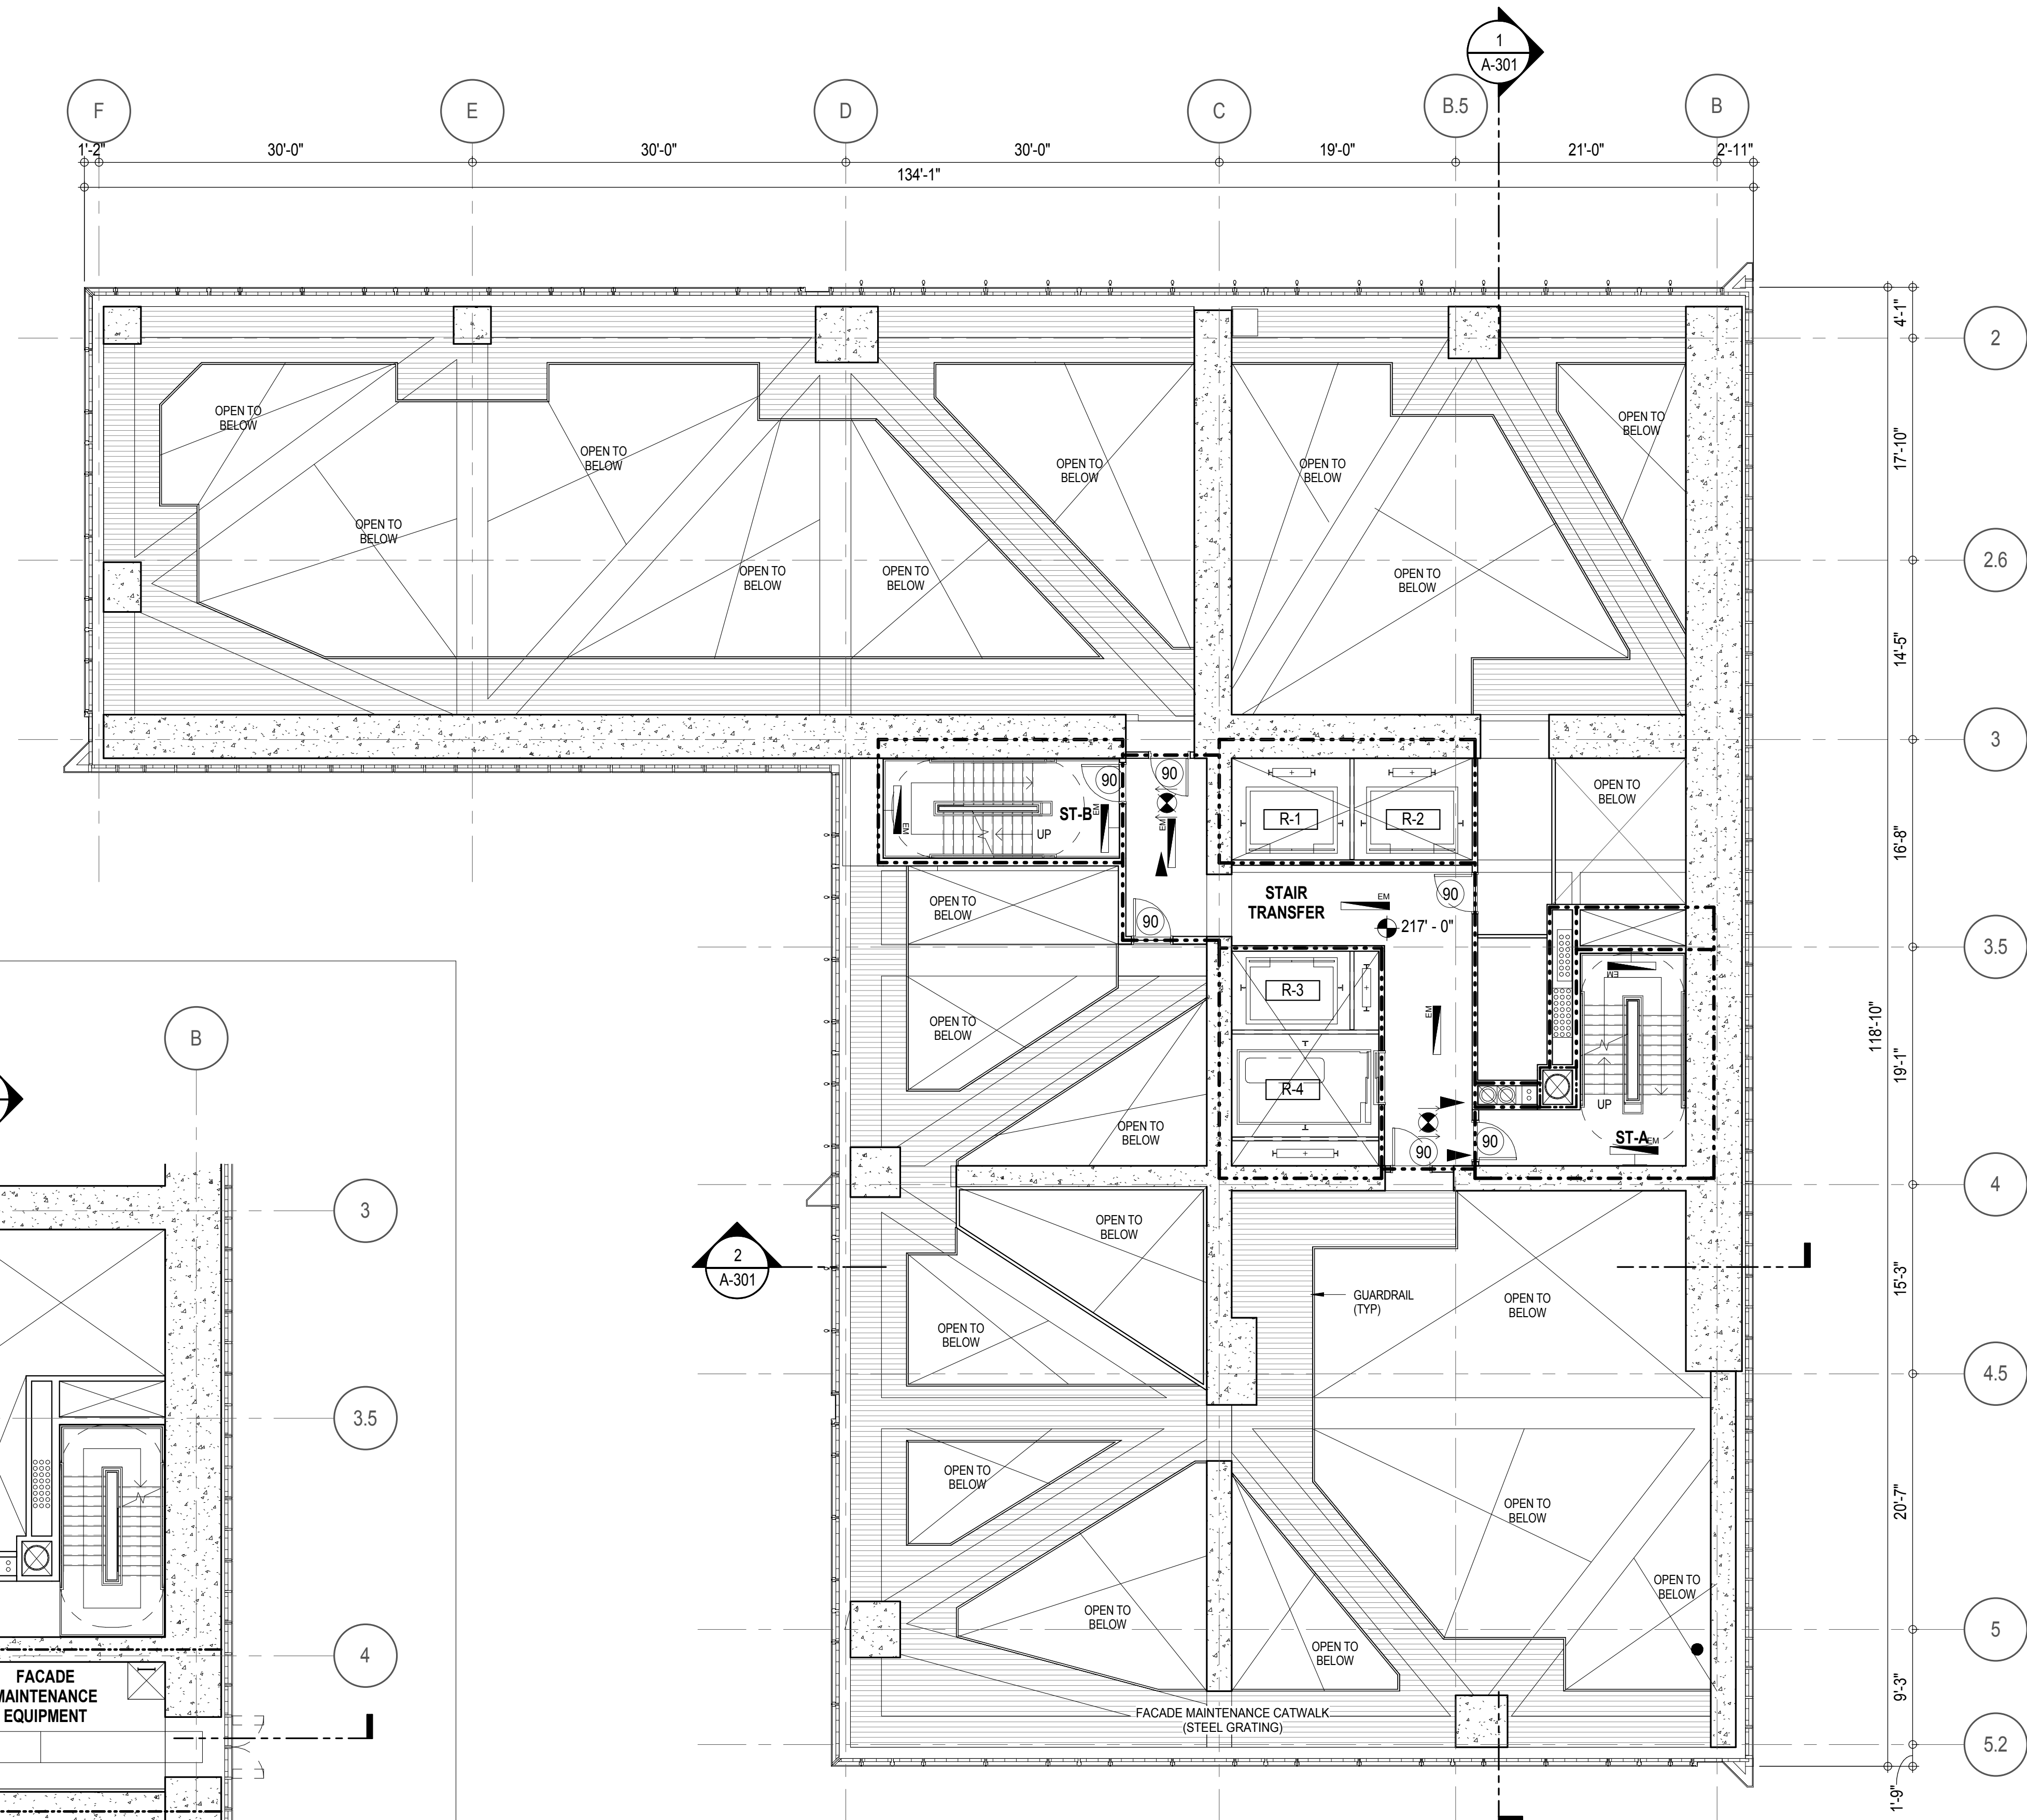 1
A-301
F
E
D
C
B.5
B
1'-2"
30'-0"
30'-0"
30'-0"
19'-0"
21'-0"
2'-11"
134'-1"
4'-1"
2
OPEN TO
BELOW
OPEN TO
BELOW
OPEN TO
BELOW
OPEN TO
BELOW
OPEN TO
BELOW
17'-10"
OPEN TO
BELOW
2.6
OPEN TO
BELOW
OPEN TO
BELOW
OPEN TO
BELOW
14'-5"
3
90
90
OPEN TO
BELOW
ST-B
EM
EM
EM
UP
R-1
R-2
16'-8"
STAIR
TRANSFER
EM
90
OPEN TO
BELOW
90
217' - 0"
3.5
EM
R-3
OPEN TO
BELOW
EM
118'-10"
B
19'-1"
R-4
UP
OPEN TO
BELOW
90
90
ST-A
EM
4
3
OPEN TO
BELOW
2
A-301
GUARDRAIL
(TYP)
OPEN TO
BELOW
15'-3"
OPEN TO
BELOW
4.5
3.5
OPEN TO
BELOW
OPEN TO
BELOW
20'-7"
OPEN TO
BELOW
OPEN TO
BELOW
OPEN TO
BELOW
5
4
FACADE
MAINTENANCE
EQUIPMENT
9'-3"
FACADE MAINTENANCE CATWALK
(STEEL GRATING)
5.2
1'-9"